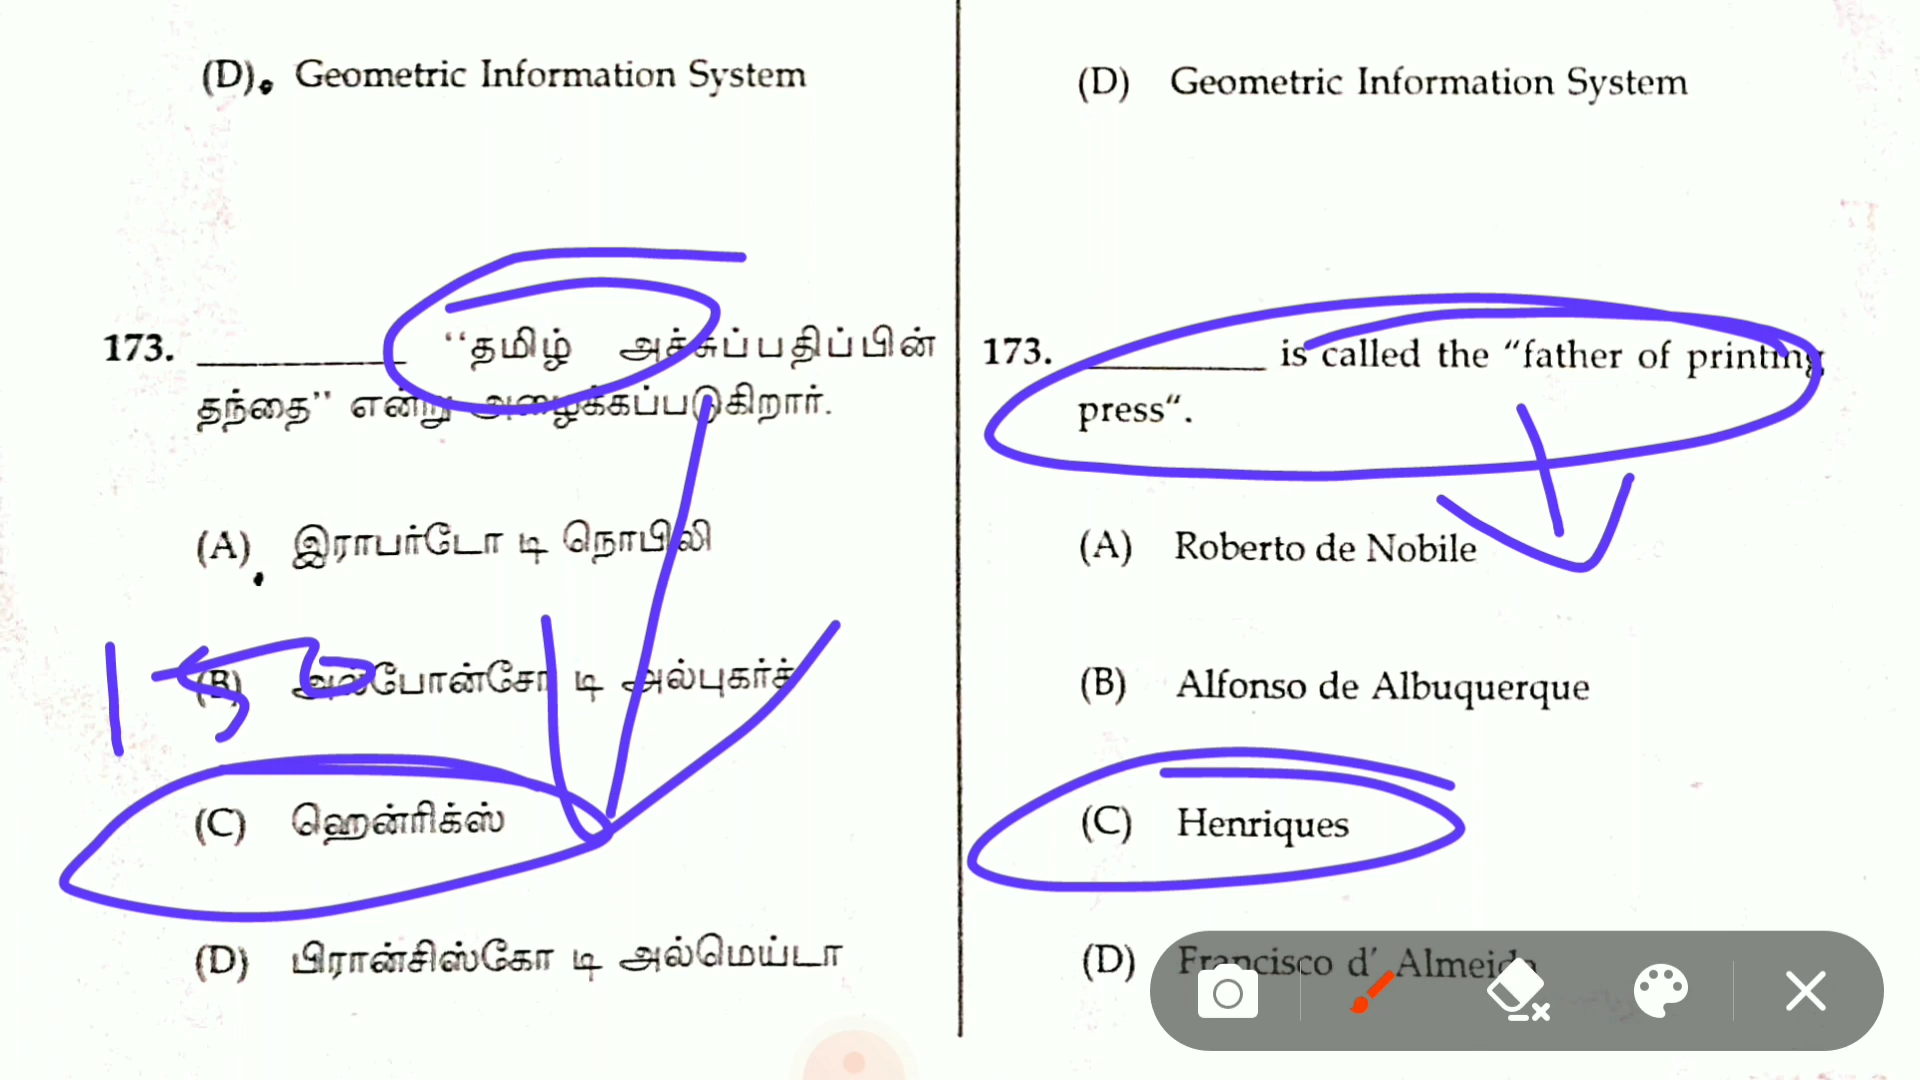 (D) Geometric Information System
173. __________ ‘‘தமிழ் அச்சுப்பதிப்பின்
தந்தை’’ என்று அழைக்கப்படுகிறார்.
(A) இராபர்டோ டி நொபிலி
(B) அல்போன்சோ டி அல்புகர்க்
(C) ஹென்ரிக்ஸ்
(D) பிரான்சிஸ்கோ டி அல்மெய்டா
(D) Geometric Information System
173. __________ is called the “father of printing
press“.
(A) Roberto de Nobile
(B) Alfonso de Albuquerque
(C) Henriques
(D) Francisco d’ Almeida